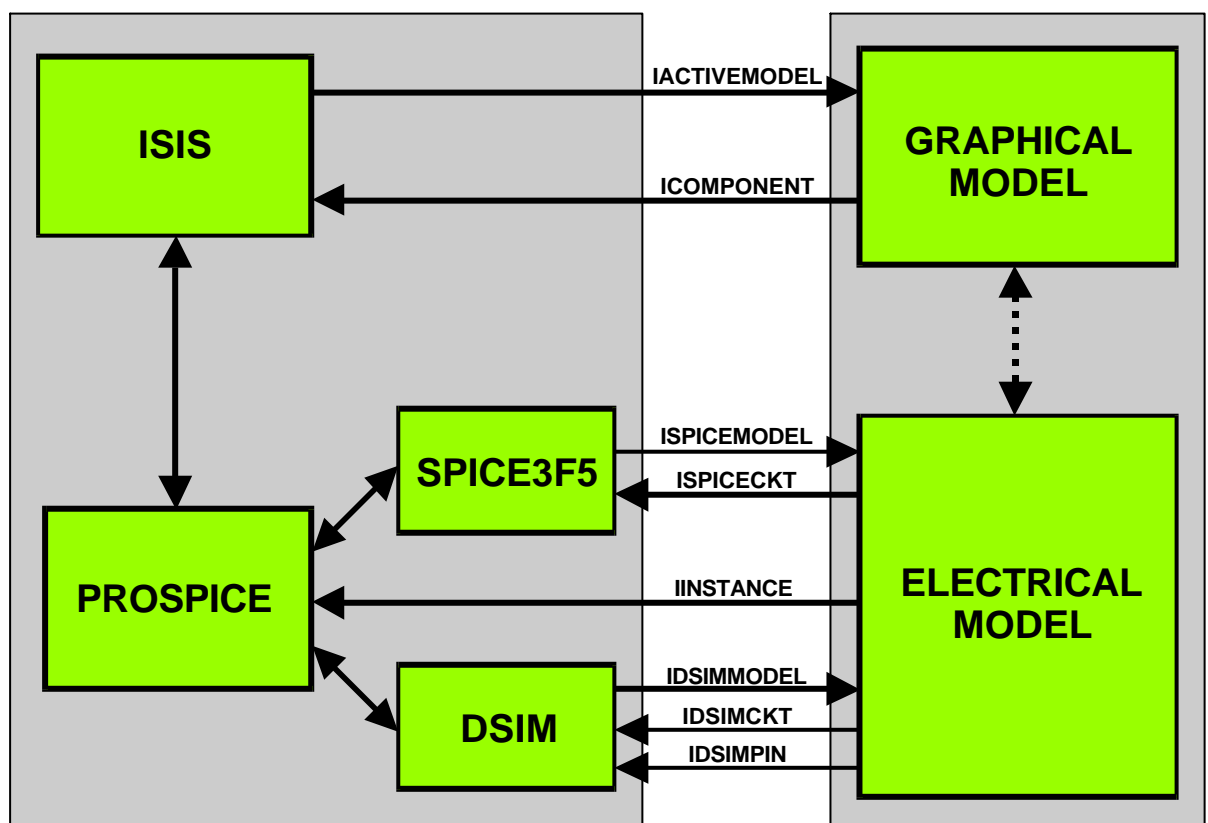 IACTIVEMODEL
ISIS
GRAPHICAL
MODEL
ICOMPONENT
ISPICEMODEL
SPICE3F5
ISPICECKT
PROSPICE
IINSTANCE
ELECTRICAL
MODEL
IDSIMMODEL
DSIM
IDSIMCKT
IDSIMPIN